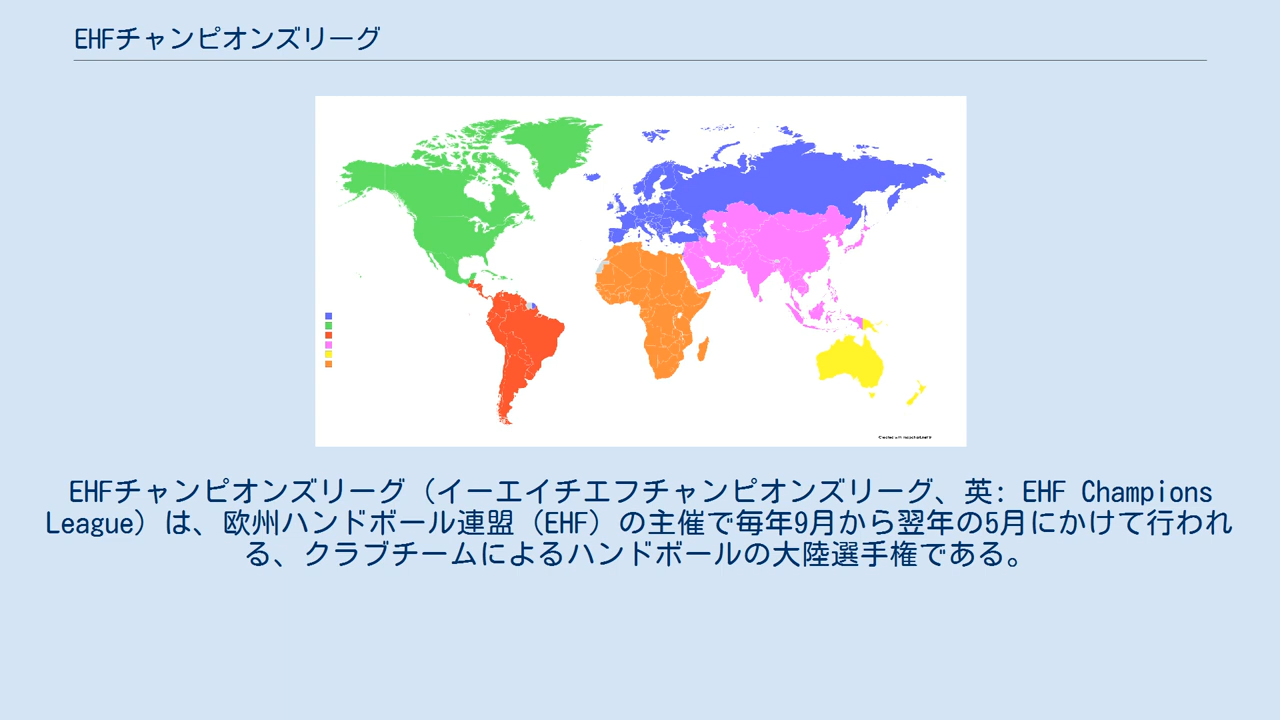 EHFチャンピオンズリーグ
EHFチャンピオンズリーグ（イーエイチエフチャンピオンズリーグ、英: EHF Champions
League）は、欧州ハンドボール連盟（EHF）の主催で毎年9月から翌年の5月にかけて行われ
る、クラブチームによるハンドボールの大陸選手権である。